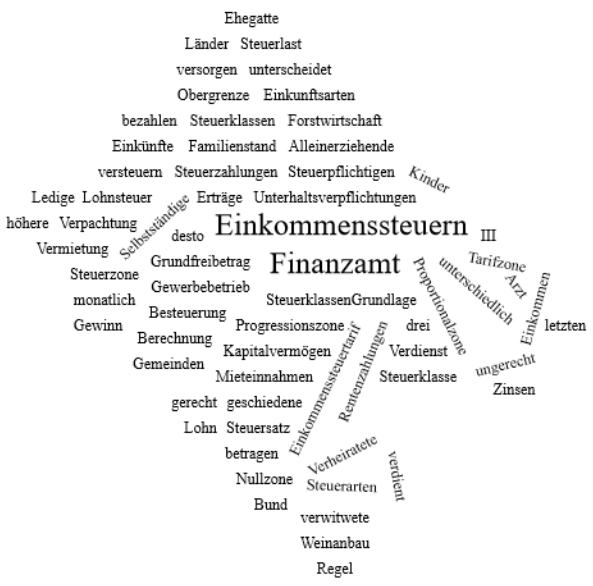 Ehegatte
Länder Steuerlast
versorgen unterscheidet
Obergrenze Einkunftsarten
bezahlen Steuerklassen Forstwirtschaft
Einkünfte Familienstand Alleinerziehende
versteuern Steuerzahlungen Steuerpflichtigen Kinder
Ledige Lohnsteuer Selbstständige Erträge Unterhaltsverpflichtungen
höhere Verpachtung desto Einkommenssteuern III
Vermietung Grundfreibetrag Finanzamt Proportionalzone unterschiedlich Tarifzone
Steuerzone Gewerbebetrieb Arzt
monatlich Besteuerung SteuerklassenGrundlage Einkommen
Gewinn Berechnung Progressionszone drei letzten
Gemeinden Kapitalvermögen Einkommenssteuertarif Rentenzahlungen Verdienst ungerecht
Mieteinnahmen Steuerklasse Zinsen
gerecht geschiedene
Lohn Steuersatz
betragen Verheiratete verdient
Nullzone Steuerarten
Bund
verwitwete
Weinanbau
Regel